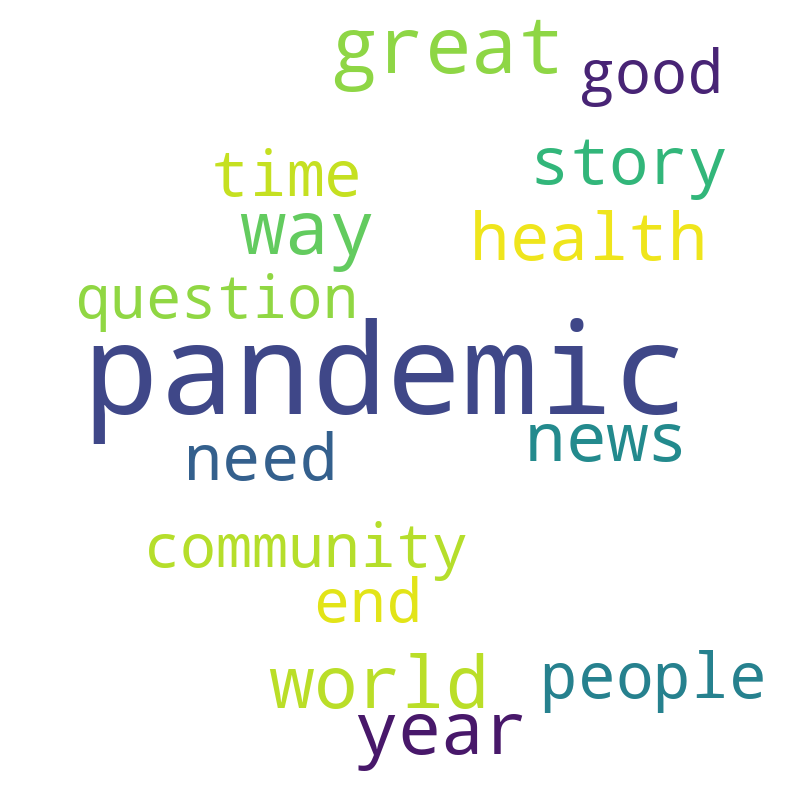 great
good
time
story
way
health
question
pandemic
need
news
community
end
world
people
year